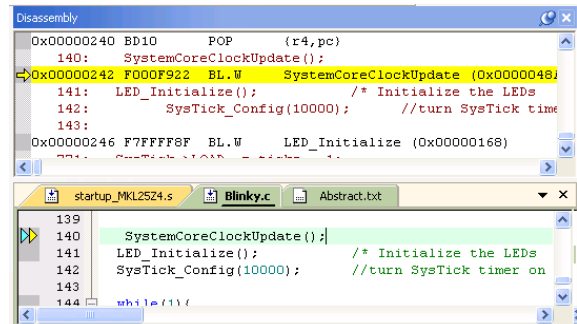 Disassembly
0x00000240 BD10 POP {r4,pc}
140: SystemCoreClockUpdate();
0x00000242 F000F922 BL.W SystemCoreClockUpdate (0x0000048
141: LED_Initialize(); /* Initialize the LEDs
142: SysTick_Config(10000); //turn SysTick time
143:
0x00000246 F7FFFF8F BL.W LED_Initialize (0x00000168)
startup_MKL25Z4.s Blinky.c Abstract.txt
139
140 SystemCoreClockUpdate();
141 LED_Initialize(); /* Initialize the LEDs
142 SysTick_Config(10000); //turn SysTick timer on
143
144 while(1){